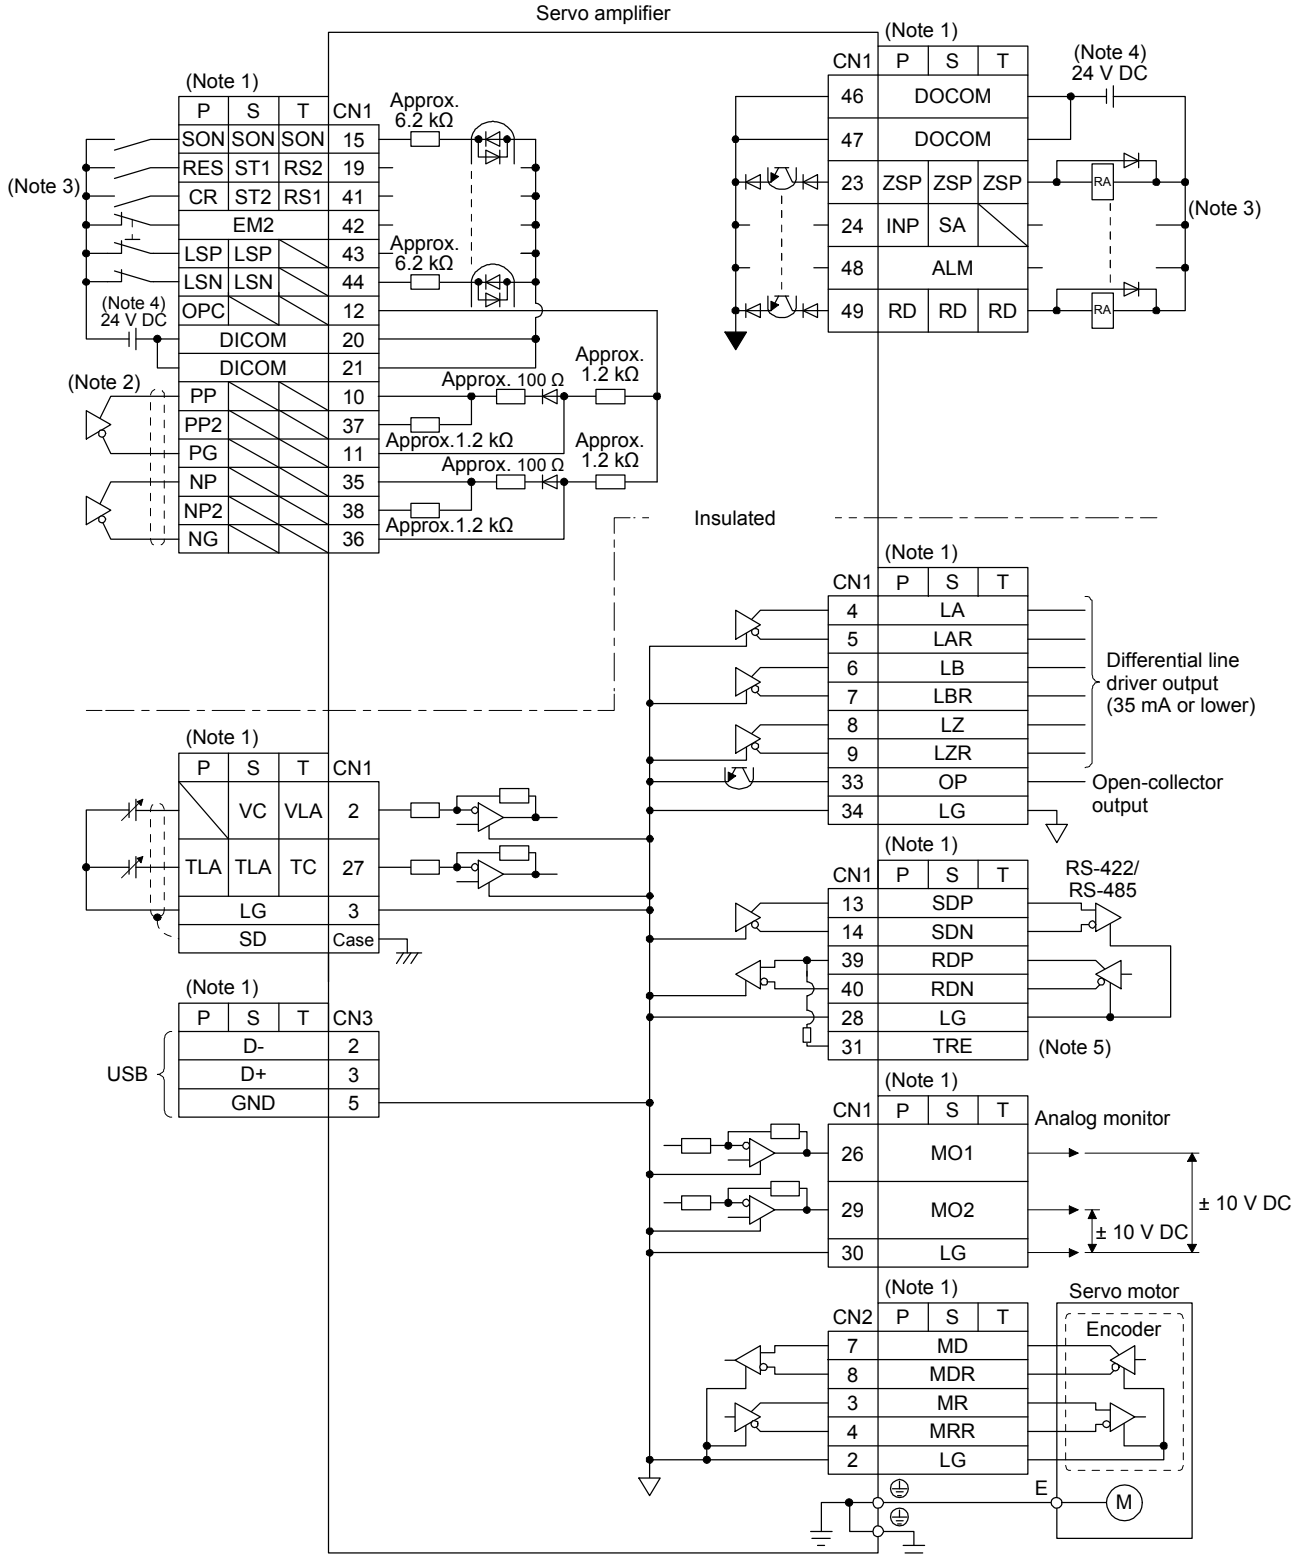 Servo amplifier
(Note 1)
P S T CN1
SON SON SON 15
RES ST1 RS2 19
CR ST2 RS1 41
EM2 42
LSP LSP 43
LSN LSN 44
OPC 12
DICOM 20
DICOM 21
PP 10
PP2 37
PG 11
NP 35
NP2 38
NG 36
(Note 3)
(Note 4)
24 V DC
(Note 2)
Approx.
6.2 kΩ
Approx.
6.2 kΩ
Approx. 100 Ω
Approx.
1.2 kΩ
Approx.1.2 kΩ
Approx. 100 Ω
Approx.
1.2 kΩ
Approx.1.2 kΩ
(Note 1)
CN1 P S T
46 DOCOM
47 DOCOM
23 ZSP ZSP ZSP
24 INP SA
48 ALM
49 RD RD RD
(Note 4)
24 V DC
RA
(Note 3)
RA
Insulated
(Note 1)
CN1 P S T
4 LA
5 LAR
6 LB
7 LBR
8 LZ
9 LZR
33 OP
34 LG
Differential line
driver output
(35 mA or lower)
Open-collector
output
(Note 1)
P S T CN1
VC VLA 2
TLA TLA TC 27
LG 3
SD Case
(Note 1)
CN1 P S T
13 SDP
14 SDN
39 RDP
40 RDN
28 LG
31 TRE
RS-422/
RS-485
(Note 5)
(Note 1)
P S T CN3
D- 2
D+ 3
GND 5
USB
(Note 1)
CN1 P S T
26 MO1
29 MO2
30 LG
Analog monitor
± 10 V DC
± 10 V DC
(Note 1)
CN2 P S T
7 MD
8 MDR
3 MR
4 MRR
2 LG
Servo motor
Encoder
E
M